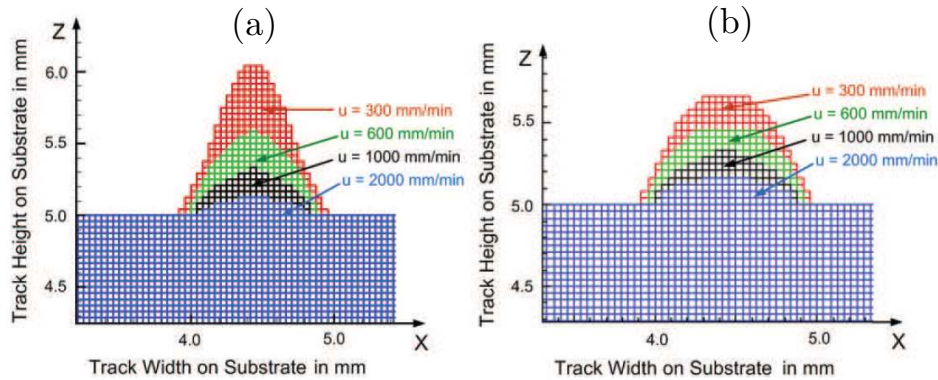 (a)
Z
Track Height on Substrate in mm
6.0
5.5
5.0
4.5
u = 300 mm/min
u = 600 mm/min
u = 1000 mm/min
u = 2000 mm/min
4.0
5.0
X
Track Width on Substrate in mm
(b)
Z
Track Height on Substrate in mm
5.5
5.0
4.5
u = 300 mm/min
u = 600 mm/min
u = 1000 mm/min
u = 2000 mm/min
4.0
5.0
X
Track Width on Substrate in mm